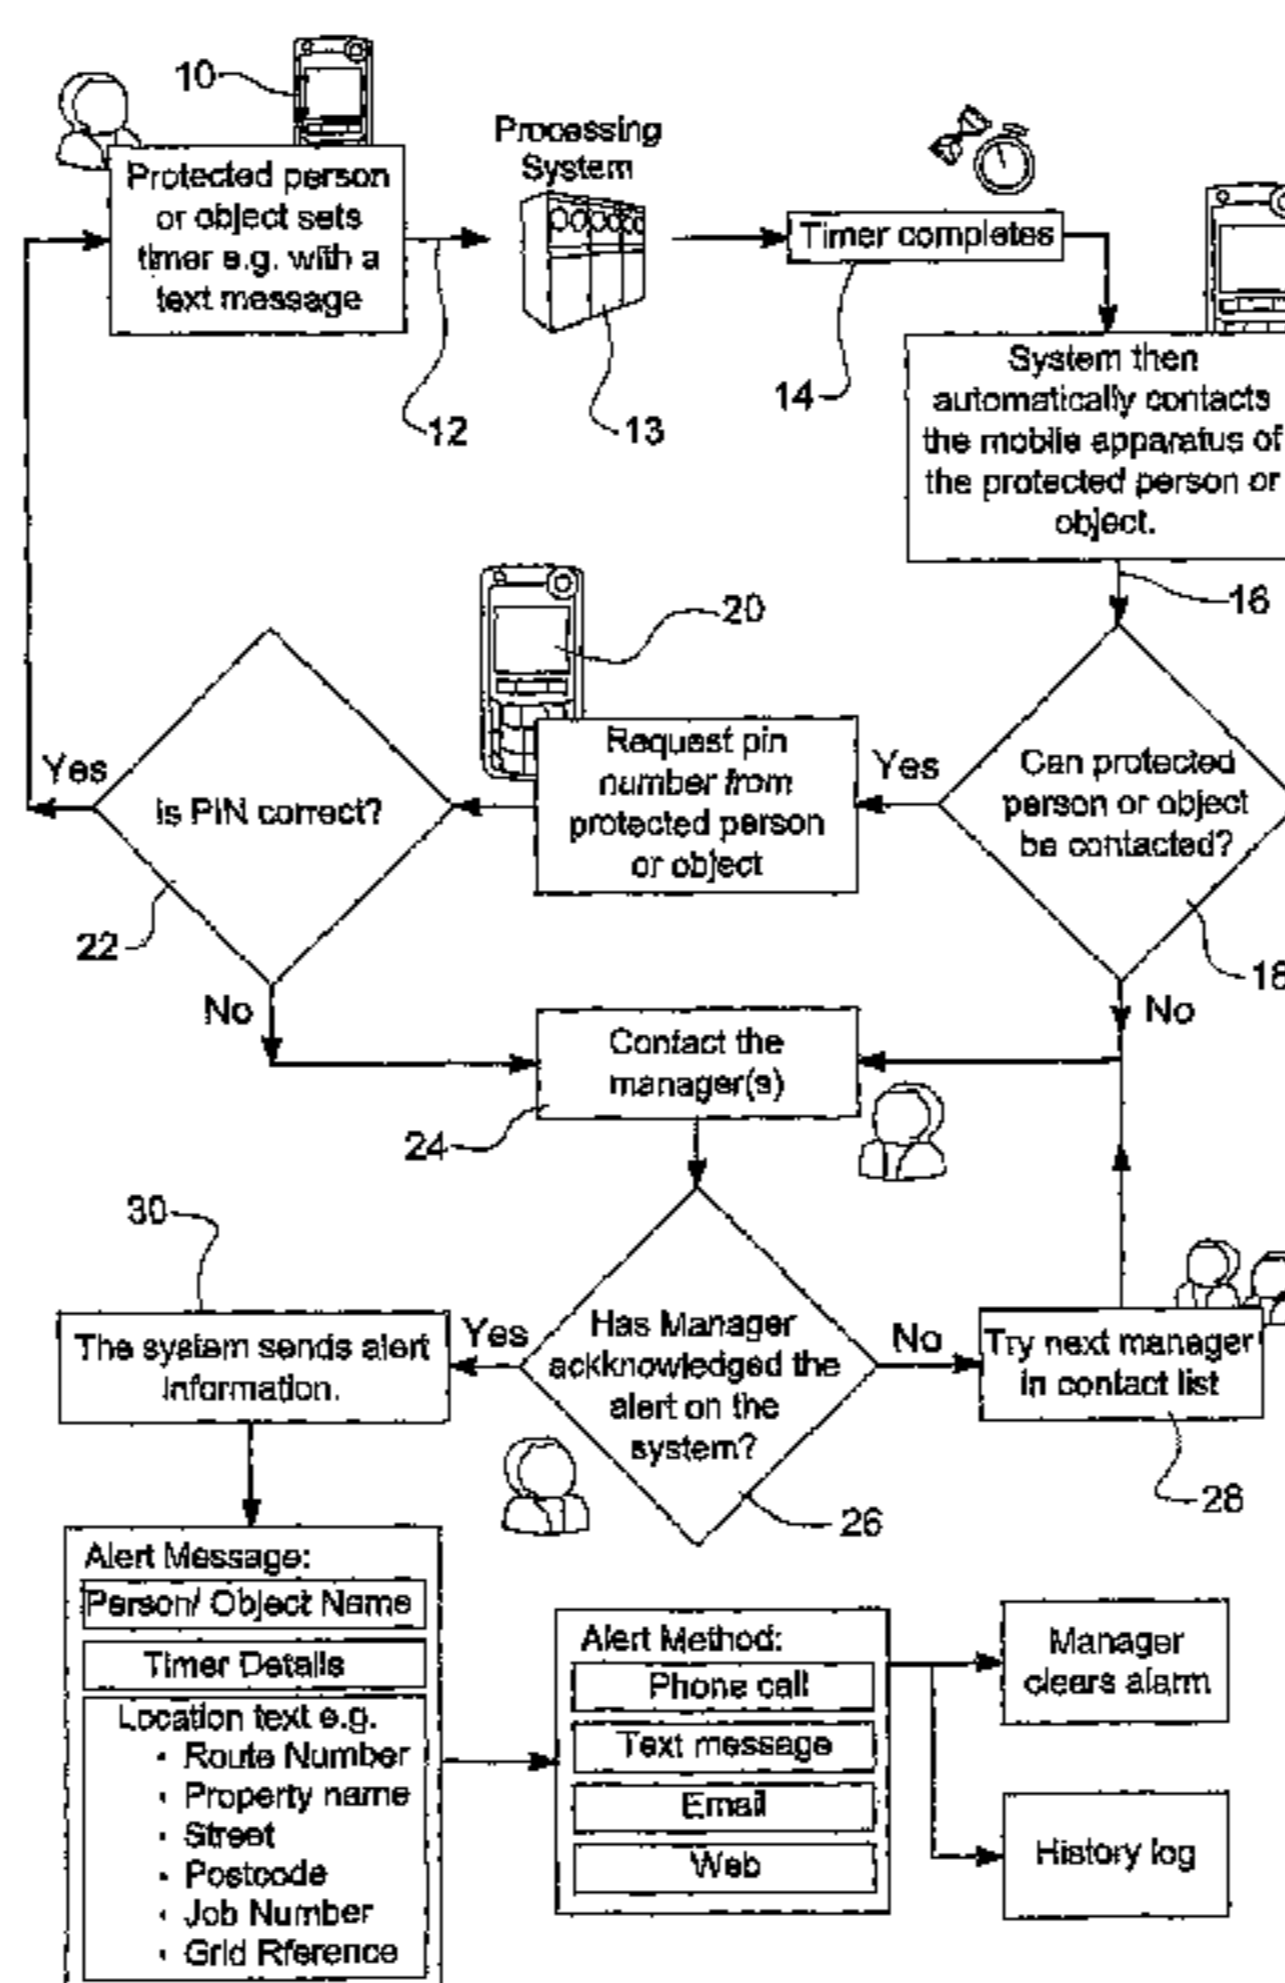 10
Protected person
or object sets
timer e.g. with a
text message
12
Processing
System
13
Timer completes
14
System then
automatically contacts
the mobile apparatus of
the protected person or
object.
16
Can protected
person or object
be contacted?
18
Yes
No
20
Request pin
number from
protected person
or object
Is PIN correct?
22
Yes
No
Contact the
manager(s)
24
Has Manager
ackknowledged the
alert on the
system?
26
Yes
No
Try next manager
in contact list
28
30
The system sends alert
information.
Alert Message:
Person/ Object Name
Timer Details
Location text e.g.
· Route Number
· Property name
· Street
· Postcode
· Job Number
· Grid Rference
Alert Method:
Phone call
Text message
Email
Web
Manager
clears alarm
History log